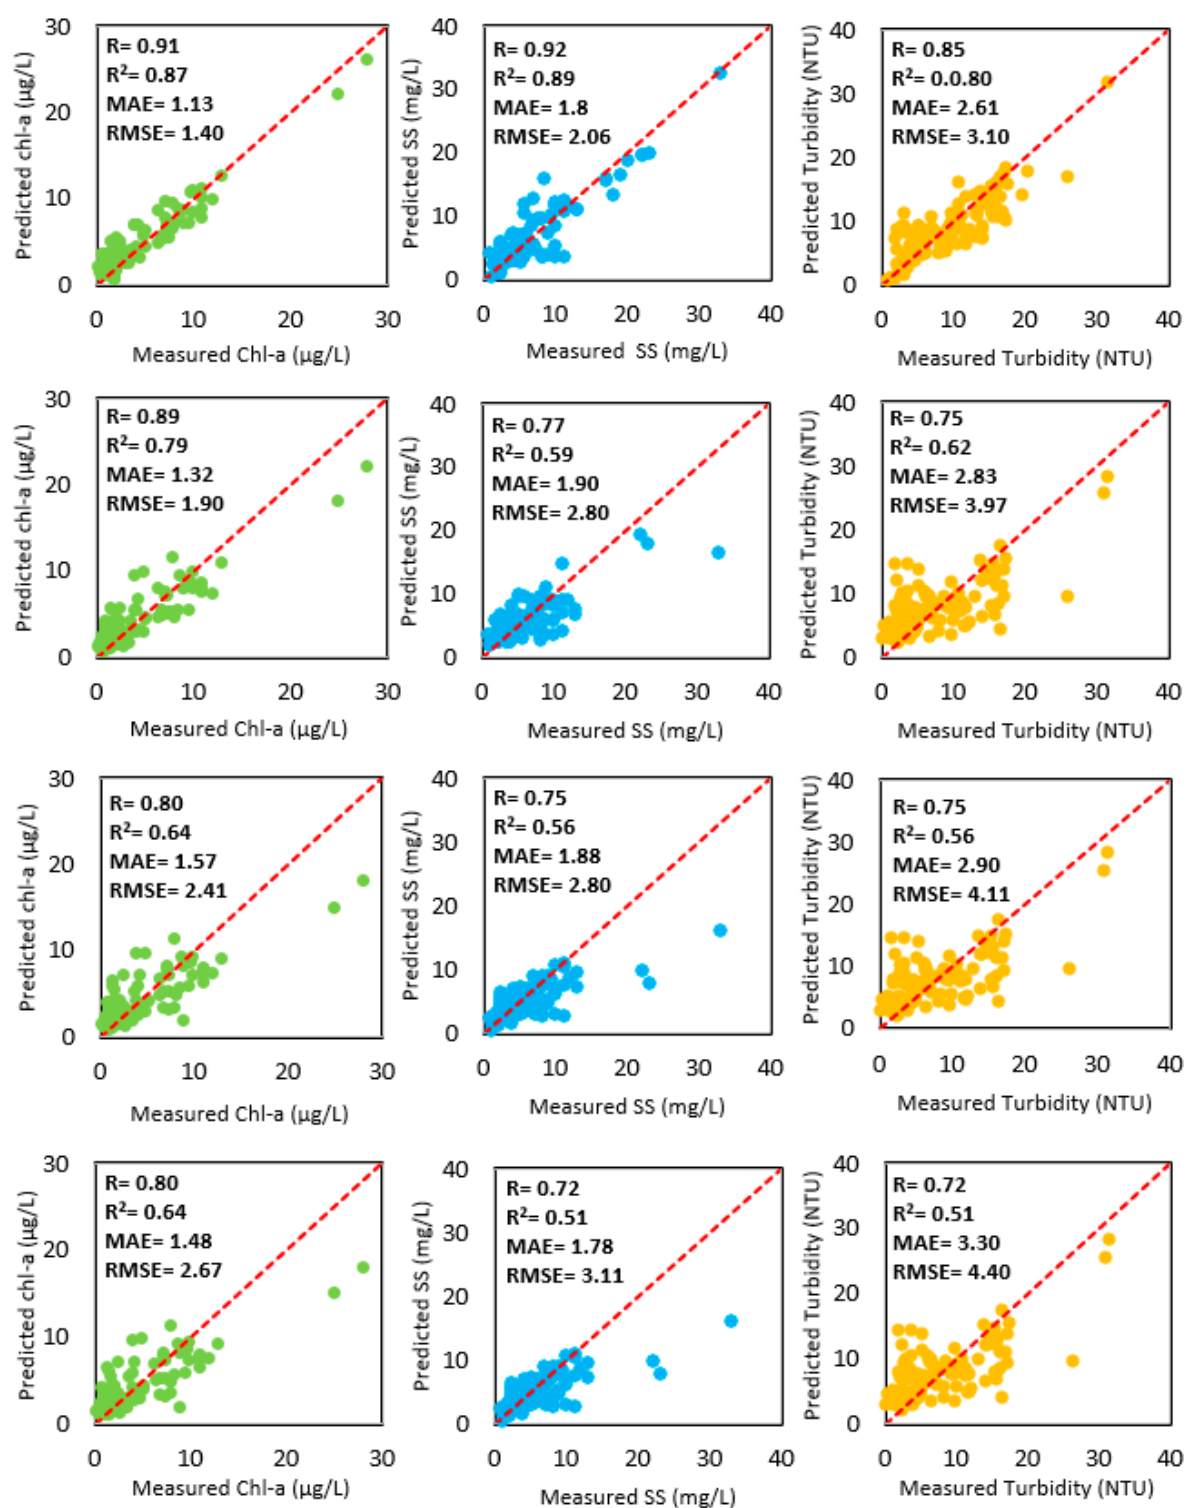 Predicted chl-a (µg/L)
30
20
10
0
R= 0.91
R²= 0.87
MAE= 1.13
RMSE= 1.40
0 10 20 30
Measured Chl-a (µg/L)
Predicted SS (mg/L)
40
30
20
10
0
R= 0.92
R²= 0.89
MAE= 1.8
RMSE= 2.06
0 10 20 30 40
Measured SS (mg/L)
Predicted Turbidity (NTU)
40
30
20
10
0
R= 0.85
R²= 0.0.80
MAE= 2.61
RMSE= 3.10
0 10 20 30 40
Measured Turbidity (NTU)
Predicted chl-a (µg/L)
30
20
10
0
R= 0.89
R²= 0.79
MAE= 1.32
RMSE= 1.90
0 10 20 30
Measured Chl-a (µg/L)
Predicted SS (mg/L)
40
30
20
10
0
R= 0.77
R²= 0.59
MAE= 1.90
RMSE= 2.80
0 10 20 30 40
Measured SS (mg/L)
Predicted Turbidity (NTU)
40
30
20
10
0
R= 0.75
R²= 0.62
MAE= 2.83
RMSE= 3.97
0 10 20 30 40
Measured Turbidity (NTU)
Predicted chl-a (µg/L)
30
20
10
0
R= 0.80
R²= 0.64
MAE= 1.57
RMSE= 2.41
0 10 20 30
Measured Chl-a (µg/L)
Predicted SS (mg/L)
40
30
20
10
0
R= 0.75
R²= 0.56
MAE= 1.88
RMSE= 2.80
0 10 20 30 40
Measured SS (mg/L)
Predicted Turbidity (NTU)
40
30
20
10
0
R= 0.75
R²= 0.56
MAE= 2.90
RMSE= 4.11
0 10 20 30 40
Measured Turbidity (NTU)
Predicted chl-a (µg/L)
30
20
10
0
R= 0.80
R²= 0.64
MAE= 1.48
RMSE= 2.67
0 10 20 30
Measured Chl-a (µg/L)
Predicted SS (mg/L)
40
30
20
10
0
R= 0.72
R²= 0.51
MAE= 1.78
RMSE= 3.11
0 10 20 30 40
Measured SS (mg/L)
Predicted Turbidity (NTU)
40
30
20
10
0
R= 0.72
R²= 0.51
MAE= 3.30
RMSE= 4.40
0 10 20 30 40
Measured Turbidity (NTU)